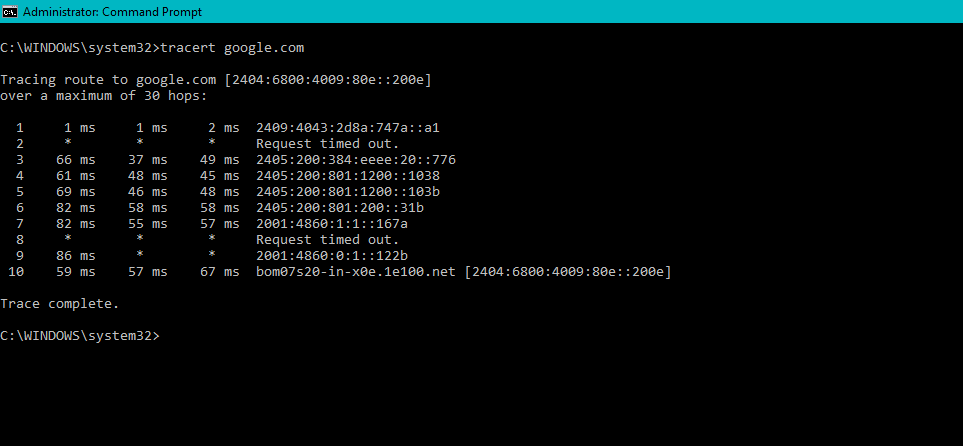 Administrator: Command Prompt
C:\WINDOWS\system32>tracert google.com
Tracing route to google.com [2404:6800:4009:80e::200e]
over a maximum of 30 hops:
1 1 ms 1 ms 2 ms 2409:4043:2d8a:747a::a1
2 * * * Request timed out.
3 66 ms 37 ms 49 ms 2405:200:384:eeee:20::776
4 61 ms 48 ms 45 ms 2405:200:801:1200::1038
5 69 ms 46 ms 48 ms 2405:200:801:1200::103b
6 82 ms 58 ms 58 ms 2405:200:801:200::31b
7 82 ms 55 ms 57 ms 2001:4860:1:1::167a
8 * * * Request timed out.
9 86 ms * * 2001:4860:0:1::122b
10 59 ms 57 ms 67 ms bom07s20-in-x0e.1e100.net [2404:6800:4009:80e::200e]
Trace complete.
C:\WINDOWS\system32>